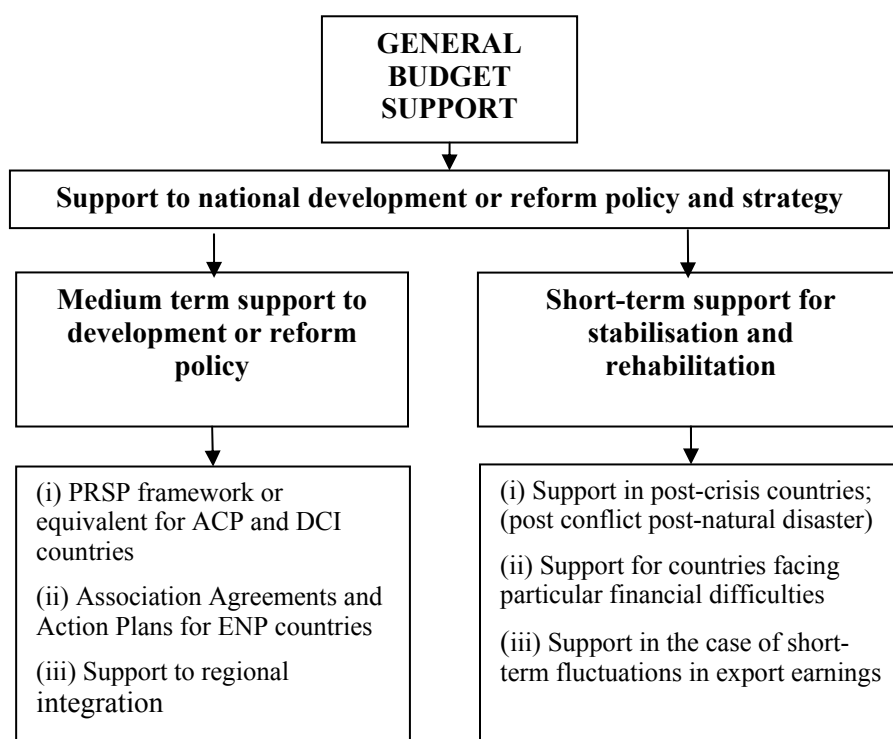 GENERAL
BUDGET
SUPPORT
Support to national development or reform policy and strategy
Medium term support to
development or reform
policy
Short-term support for
stabilisation and
rehabilitation
(i) PRSP framework or
equivalent for ACP and DCI
countries
(ii) Association Agreements and
Action Plans for ENP countries
(iii) Support to regional
integration
(i) Support in post-crisis countries;
(post conflict post-natural disaster)
(ii) Support for countries facing
particular financial difficulties
(iii) Support in the case of short-
term fluctuations in export earnings